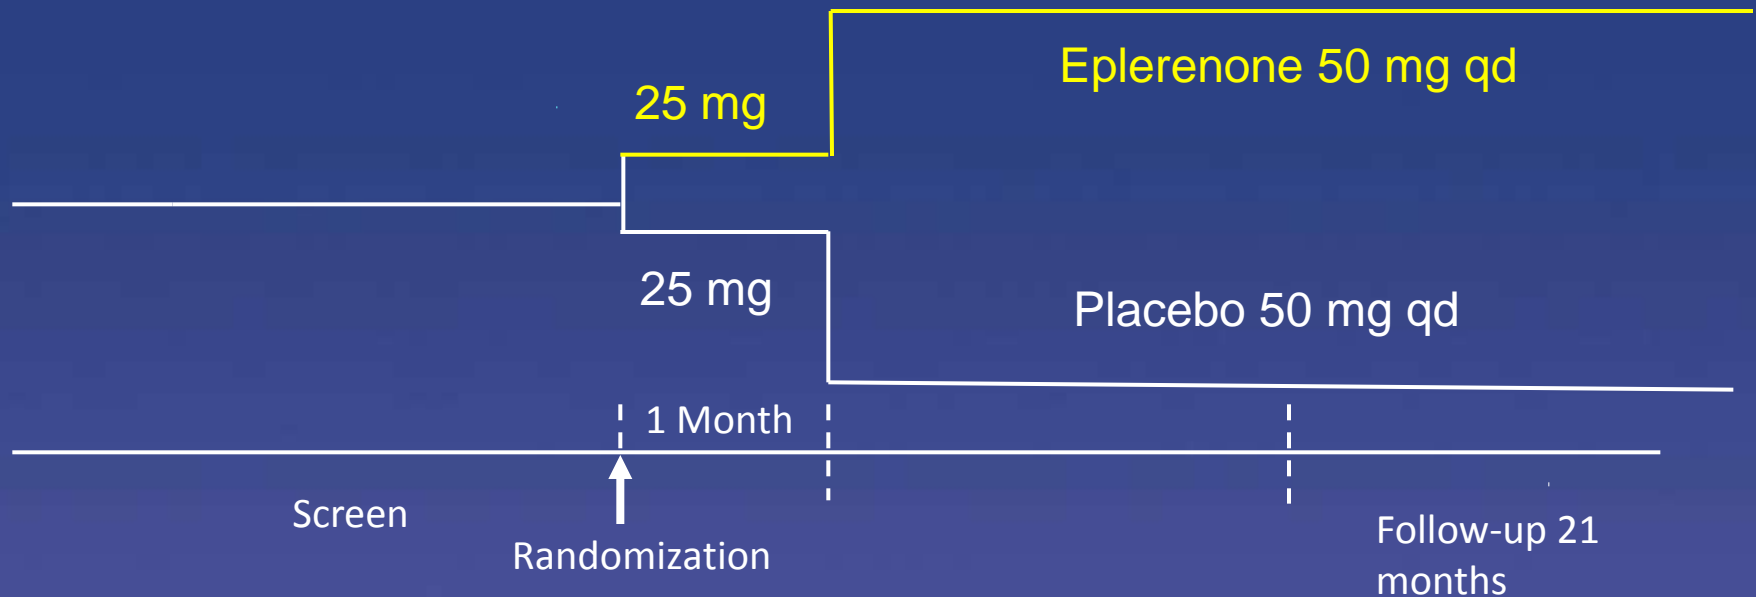 Eplerenone 50 mg qd
25 mg
25 mg
Placebo 50 mg qd
1 Month
Screen
Randomization
Follow-up 21
months